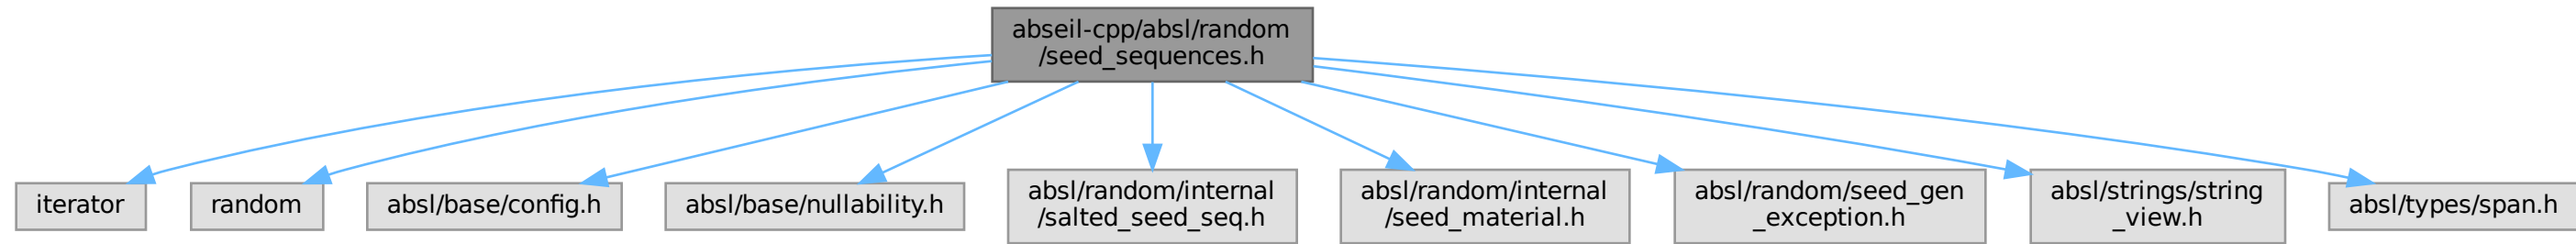 abseil-cpp/absl/random
/seed_sequences.h
iterator
random
absl/base/config.h
absl/base/nullability.h
absl/random/internal
/salted_seed_seq.h
absl/random/internal
/seed_material.h
absl/random/seed_gen
_exception.h
absl/strings/string
_view.h
absl/types/span.h